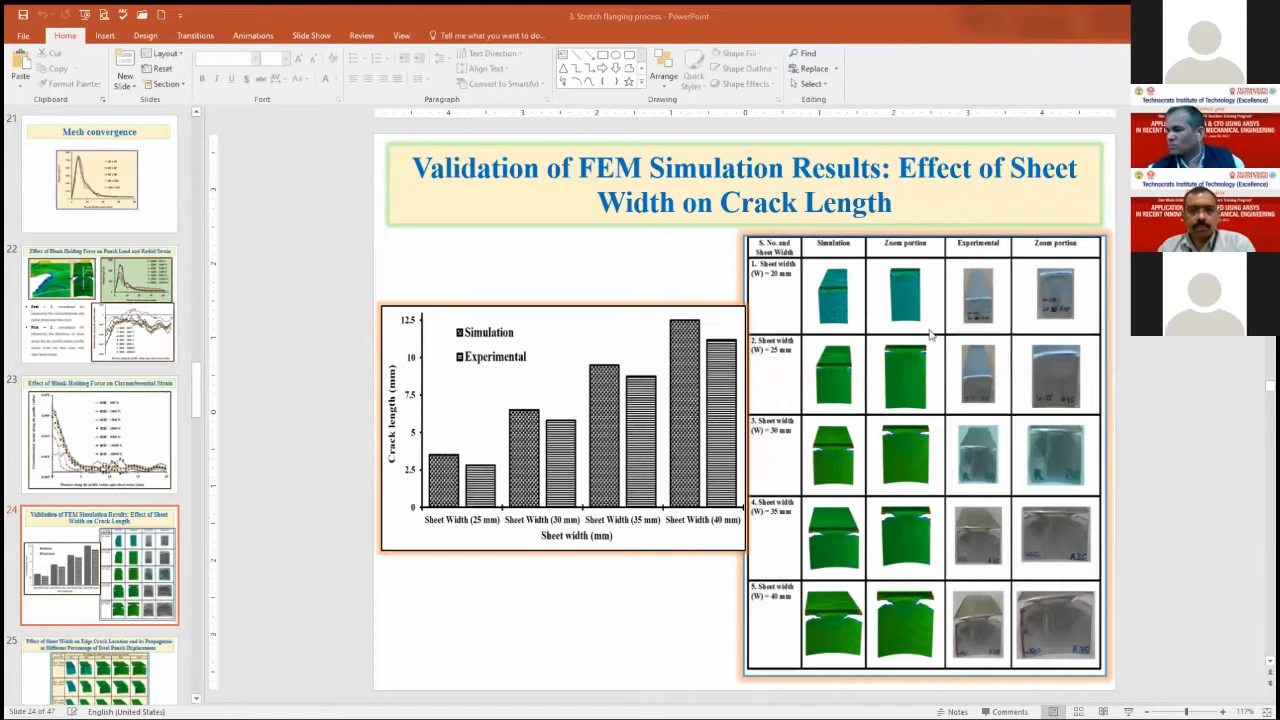 3. Stretch flanging process - PowerPoint
File Home Insert Design Transitions Animations Slide Show Review View Tell me what you want to do...
Paste
Cut
Copy
Format Painter
Clipboard
New
Slide
Layout
Reset
Section
Slides
Font
Text Direction
Align Text
Convert to SmartArt
Paragraph
Arrange
Quick
Styles
Shape Fill
Shape Outline
Shape Effects
Drawing
Find
Replace
Select
Editing
21
Mesh convergence
22
Effect of Blank Holding Force on Punch Load and Radial Strain
23
Effect of Blank Holding Force on Circumferential Strain
24
Validation of FEM Simulation Results: Effect of Sheet
Width on Crack Length
25
Effect of Sheet Width on Edge Crack Location and its Propagation
at Different Percentage of Total Punch Displacement
Validation of FEM Simulation Results: Effect of Sheet
Width on Crack Length
Crack length (mm)
12.5
10
7.5
5
2.5
0
Simulation
Experimental
Sheet Width (25 mm) Sheet Width (30 mm) Sheet Width (35 mm) Sheet Width (40 mm)
Sheet width (mm)
S. No. and
Sheet Width
Simulation
Zoom portion
Experimental
Zoom portion
1. Sheet width
(W) = 20 mm
2. Sheet width
(W) = 25 mm
3. Sheet width
(W) = 30 mm
4. Sheet width
(W) = 35 mm
5. Sheet width
(W) = 40 mm
Technocrats Institute of Technology (Excellence)
Technocrats Institute of Technology (Excellence)
Slide 24 of 47
English (United States)
Notes
Comments
117%